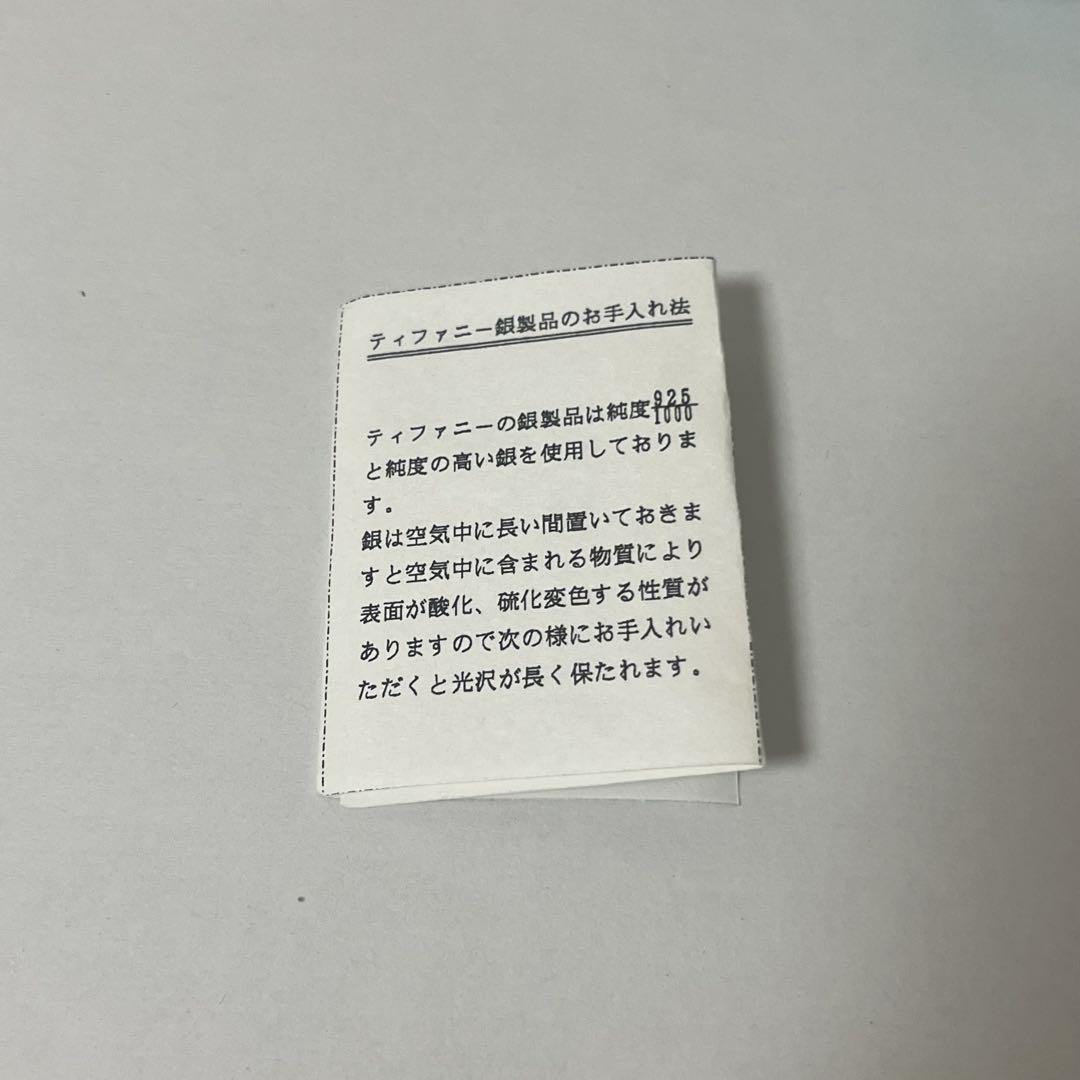 ティファニー銀製品のお手入れ法
ティファニーの銀製品は純度925/1000
と純度の高い銀を使用しておりま
す。
銀は空気中に長い間置いておきま
すと空気中に含まれる物質により
表面が酸化、硫化変色する性質が
ありますので次の様にお手入れい
ただくと光沢が長く保たれます。